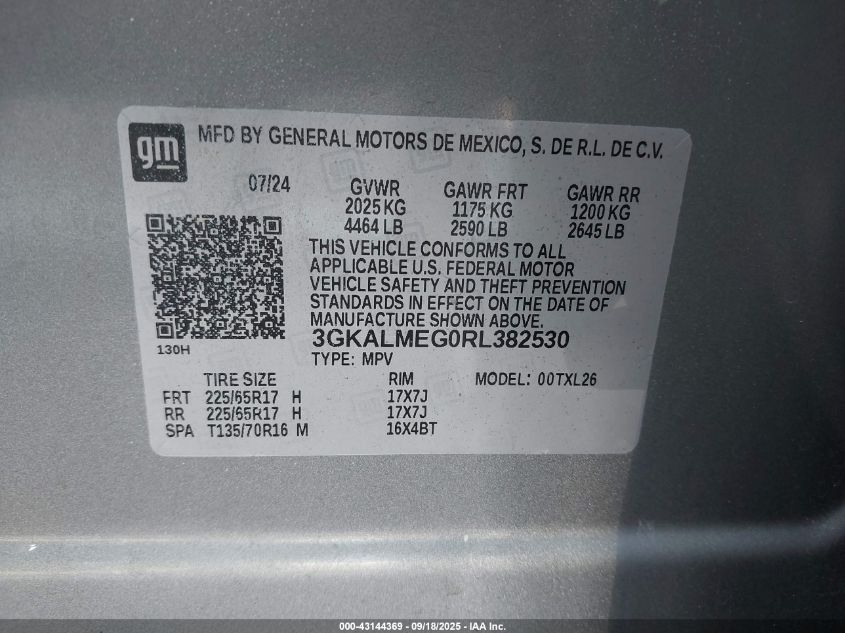 gm
MFD BY GENERAL MOTORS DE MEXICO, S. DE R.L. DE C.V.
07/24 GVWR GAWR FRT GAWR RR
2025 KG 1175 KG 1200 KG
4464 LB 2590 LB 2645 LB
THIS VEHICLE CONFORMS TO ALL
APPLICABLE U.S. FEDERAL MOTOR
VEHICLE SAFETY AND THEFT PREVENTION
STANDARDS IN EFFECT ON THE DATE OF
MANUFACTURE SHOWN ABOVE.
130H 3GKALMEG0RL382530
TYPE: MPV
TIRE SIZE RIM MODEL: 00TXL26
FRT 225/65R17 H 17X7J
RR 225/65R17 H 17X7J
SPA T135/70R16 M 16X4BT
000-43144369 - 09/18/2025 - IAA Inc.